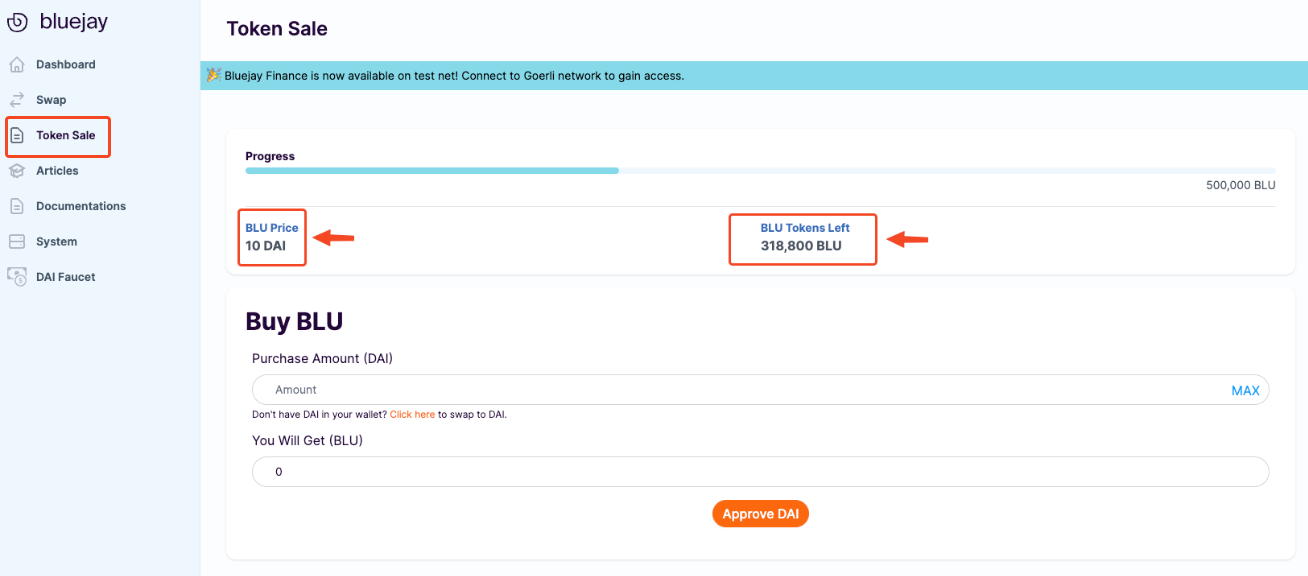 bluejay
Dashboard
Swap
Token Sale
Articles
Documentations
System
DAI Faucet
Token Sale
🎉 Bluejay Finance is now available on test net! Connect to Goerli network to gain access.
Progress
500,000 BLU
BLU Price
10 DAI
BLU Tokens Left
318,800 BLU
Buy BLU
Purchase Amount (DAI)
Amount MAX
Don't have DAI in your wallet? Click here to swap to DAI.
You Will Get (BLU)
0
Approve DAI